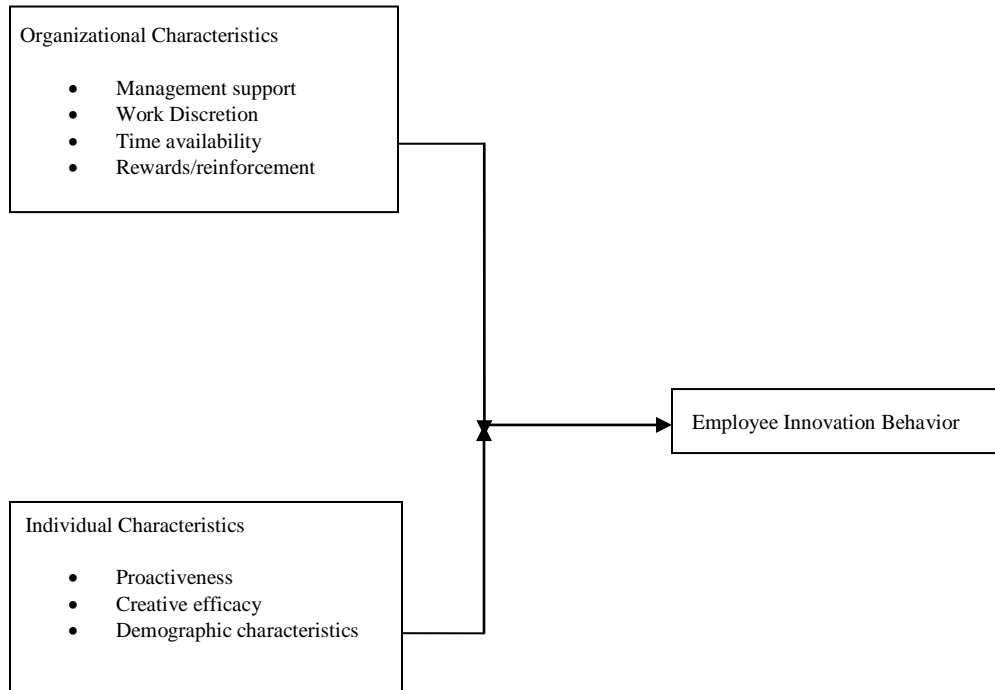 Organizational Characteristics
• Management support
• Work Discretion
• Time availability
• Rewards/reinforcement
Employee Innovation Behavior
Individual Characteristics
• Proactiveness
• Creative efficacy
• Demographic characteristics